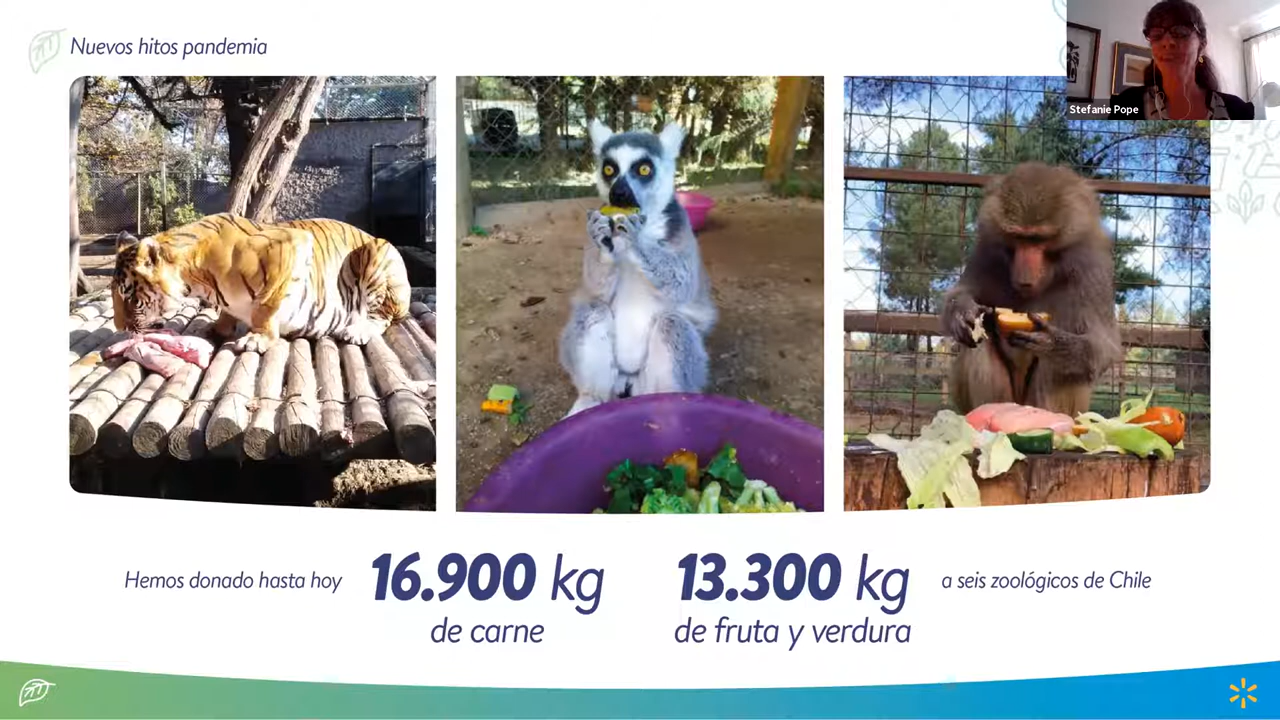 Nuevos hitos pandemia
Stefanie Pope
Hemos donado hasta hoy
16.900 kg
de carne
13.300 kg
de fruta y verdura
a seis zoológicos de Chile